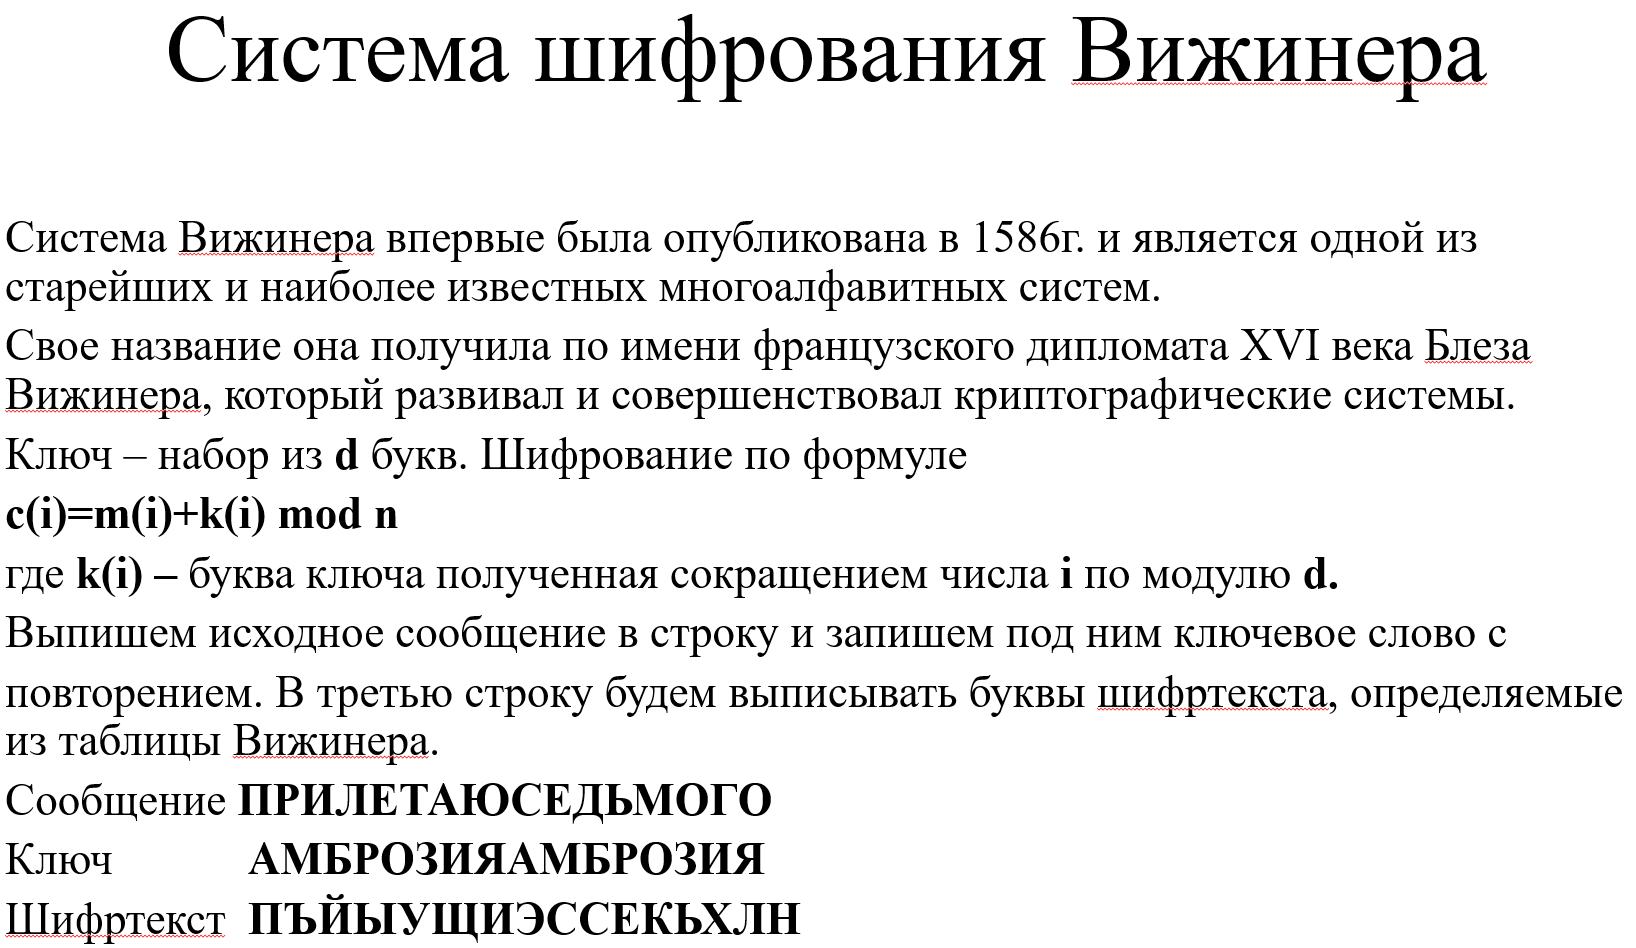 Система шифрования Вижинера
Система Вижинера впервые была опубликована в 1586г. и является одной из
старейших и наиболее известных многоалфавитных систем.
Свое название она получила по имени французского дипломата XVI века Блеза
Вижинера, который развивал и совершенствовал криптографические системы.
Ключ – набор из d букв. Шифрование по формуле
c(i)=m(i)+k(i) mod n
где k(i) – буква ключа полученная сокращением числа i по модулю d.
Выпишем исходное сообщение в строку и запишем под ним ключевое слово с
повторением. В третью строку будем выписывать буквы шифртекста, определяемые
из таблицы Вижинера.
Сообщение ПРИЛЕТАЮСЕДЬМОГО
Ключ АМБРОЗИЯАМБРОЗИЯ
Шифртекст ПЪЙЫУЩИЭССЕКЬХЛН